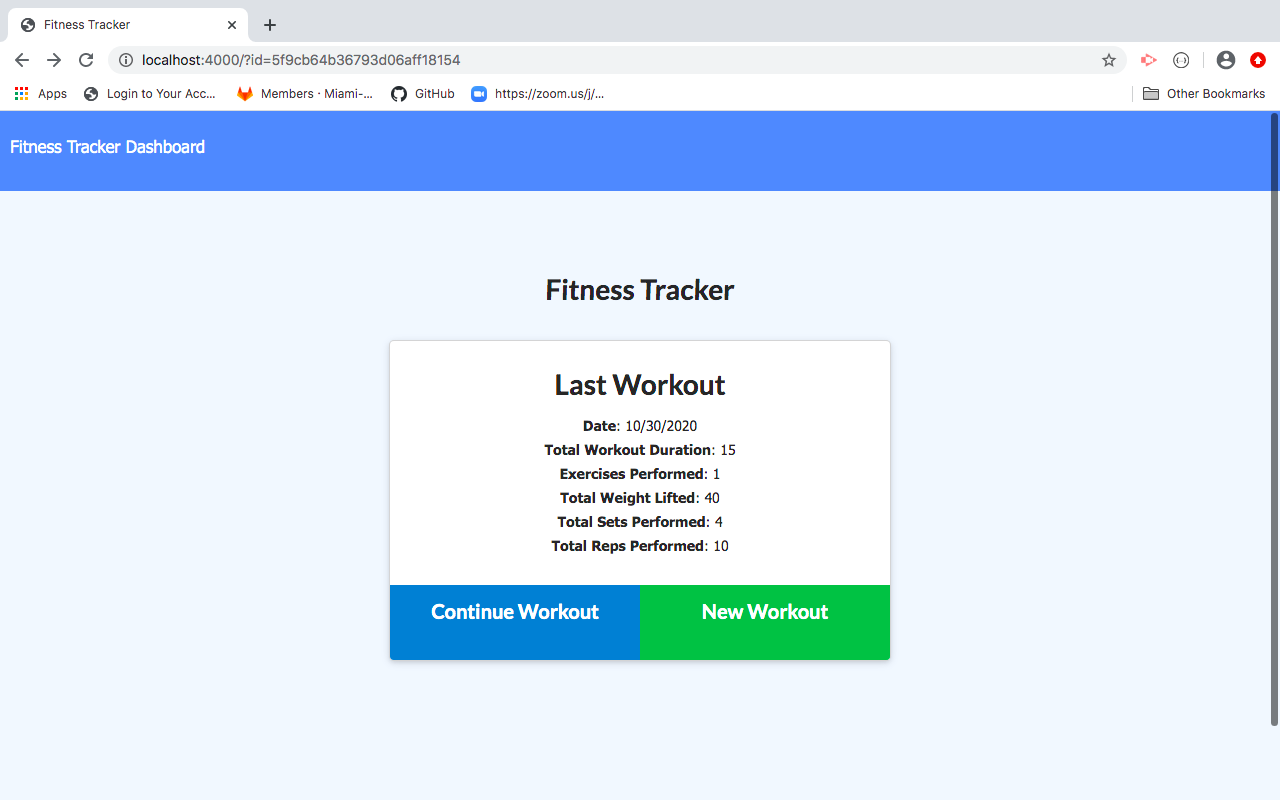 Fitness Tracker
localhost:4000/?id=5f9cb64b36793d06aff18154
Apps Login to Your Acc... Members · Miami-... GitHub https://zoom.us/j/... Other Bookmarks
Fitness Tracker Dashboard
Fitness Tracker
Last Workout
Date: 10/30/2020
Total Workout Duration: 15
Exercises Performed: 1
Total Weight Lifted: 40
Total Sets Performed: 4
Total Reps Performed: 10
Continue Workout New Workout